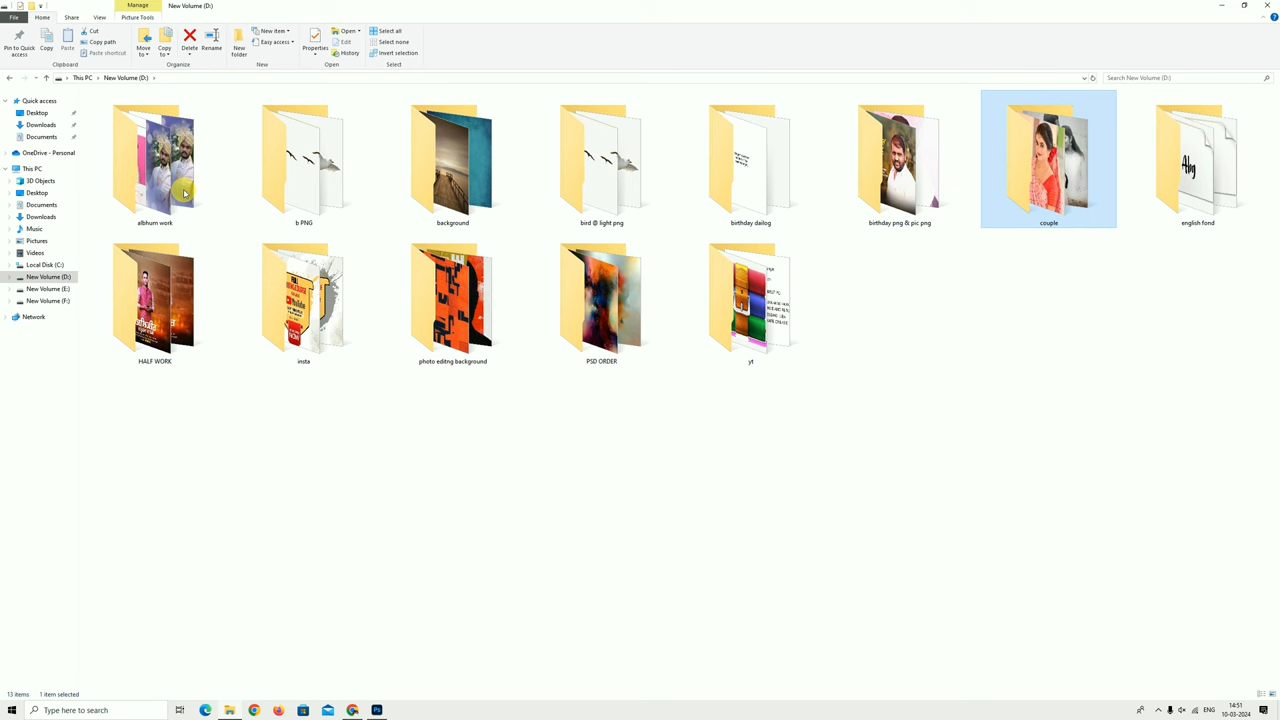 Manage
New Volume (D:)
File
Home
Share
View
Picture Tools
Pin to Quick access
Copy
Paste
Cut
Copy path
Paste shortcut
Clipboard
Move to
Copy to
Delete
Rename
Organize
New folder
New item
Easy access
New
Properties
Open
Edit
History
Open
Select all
Select none
Invert selection
Select
This PC > New Volume (D:) >
Search New Volume (D:)
Quick access
Desktop
Downloads
Documents
OneDrive - Personal
This PC
3D Objects
Desktop
Documents
Downloads
Music
Pictures
Videos
Local Disk (C:)
New Volume (D:)
New Volume (E:)
New Volume (F:)
Network
albhum work
b PNG
background
bird @ light png
birthday dailog
birthday png & pic png
couple
english fond
HALF WORK
insta
photo editng background
PSD ORDER
yt
13 items
1 item selected
Type here to search
Ps
ENG
14:51
10-03-2024